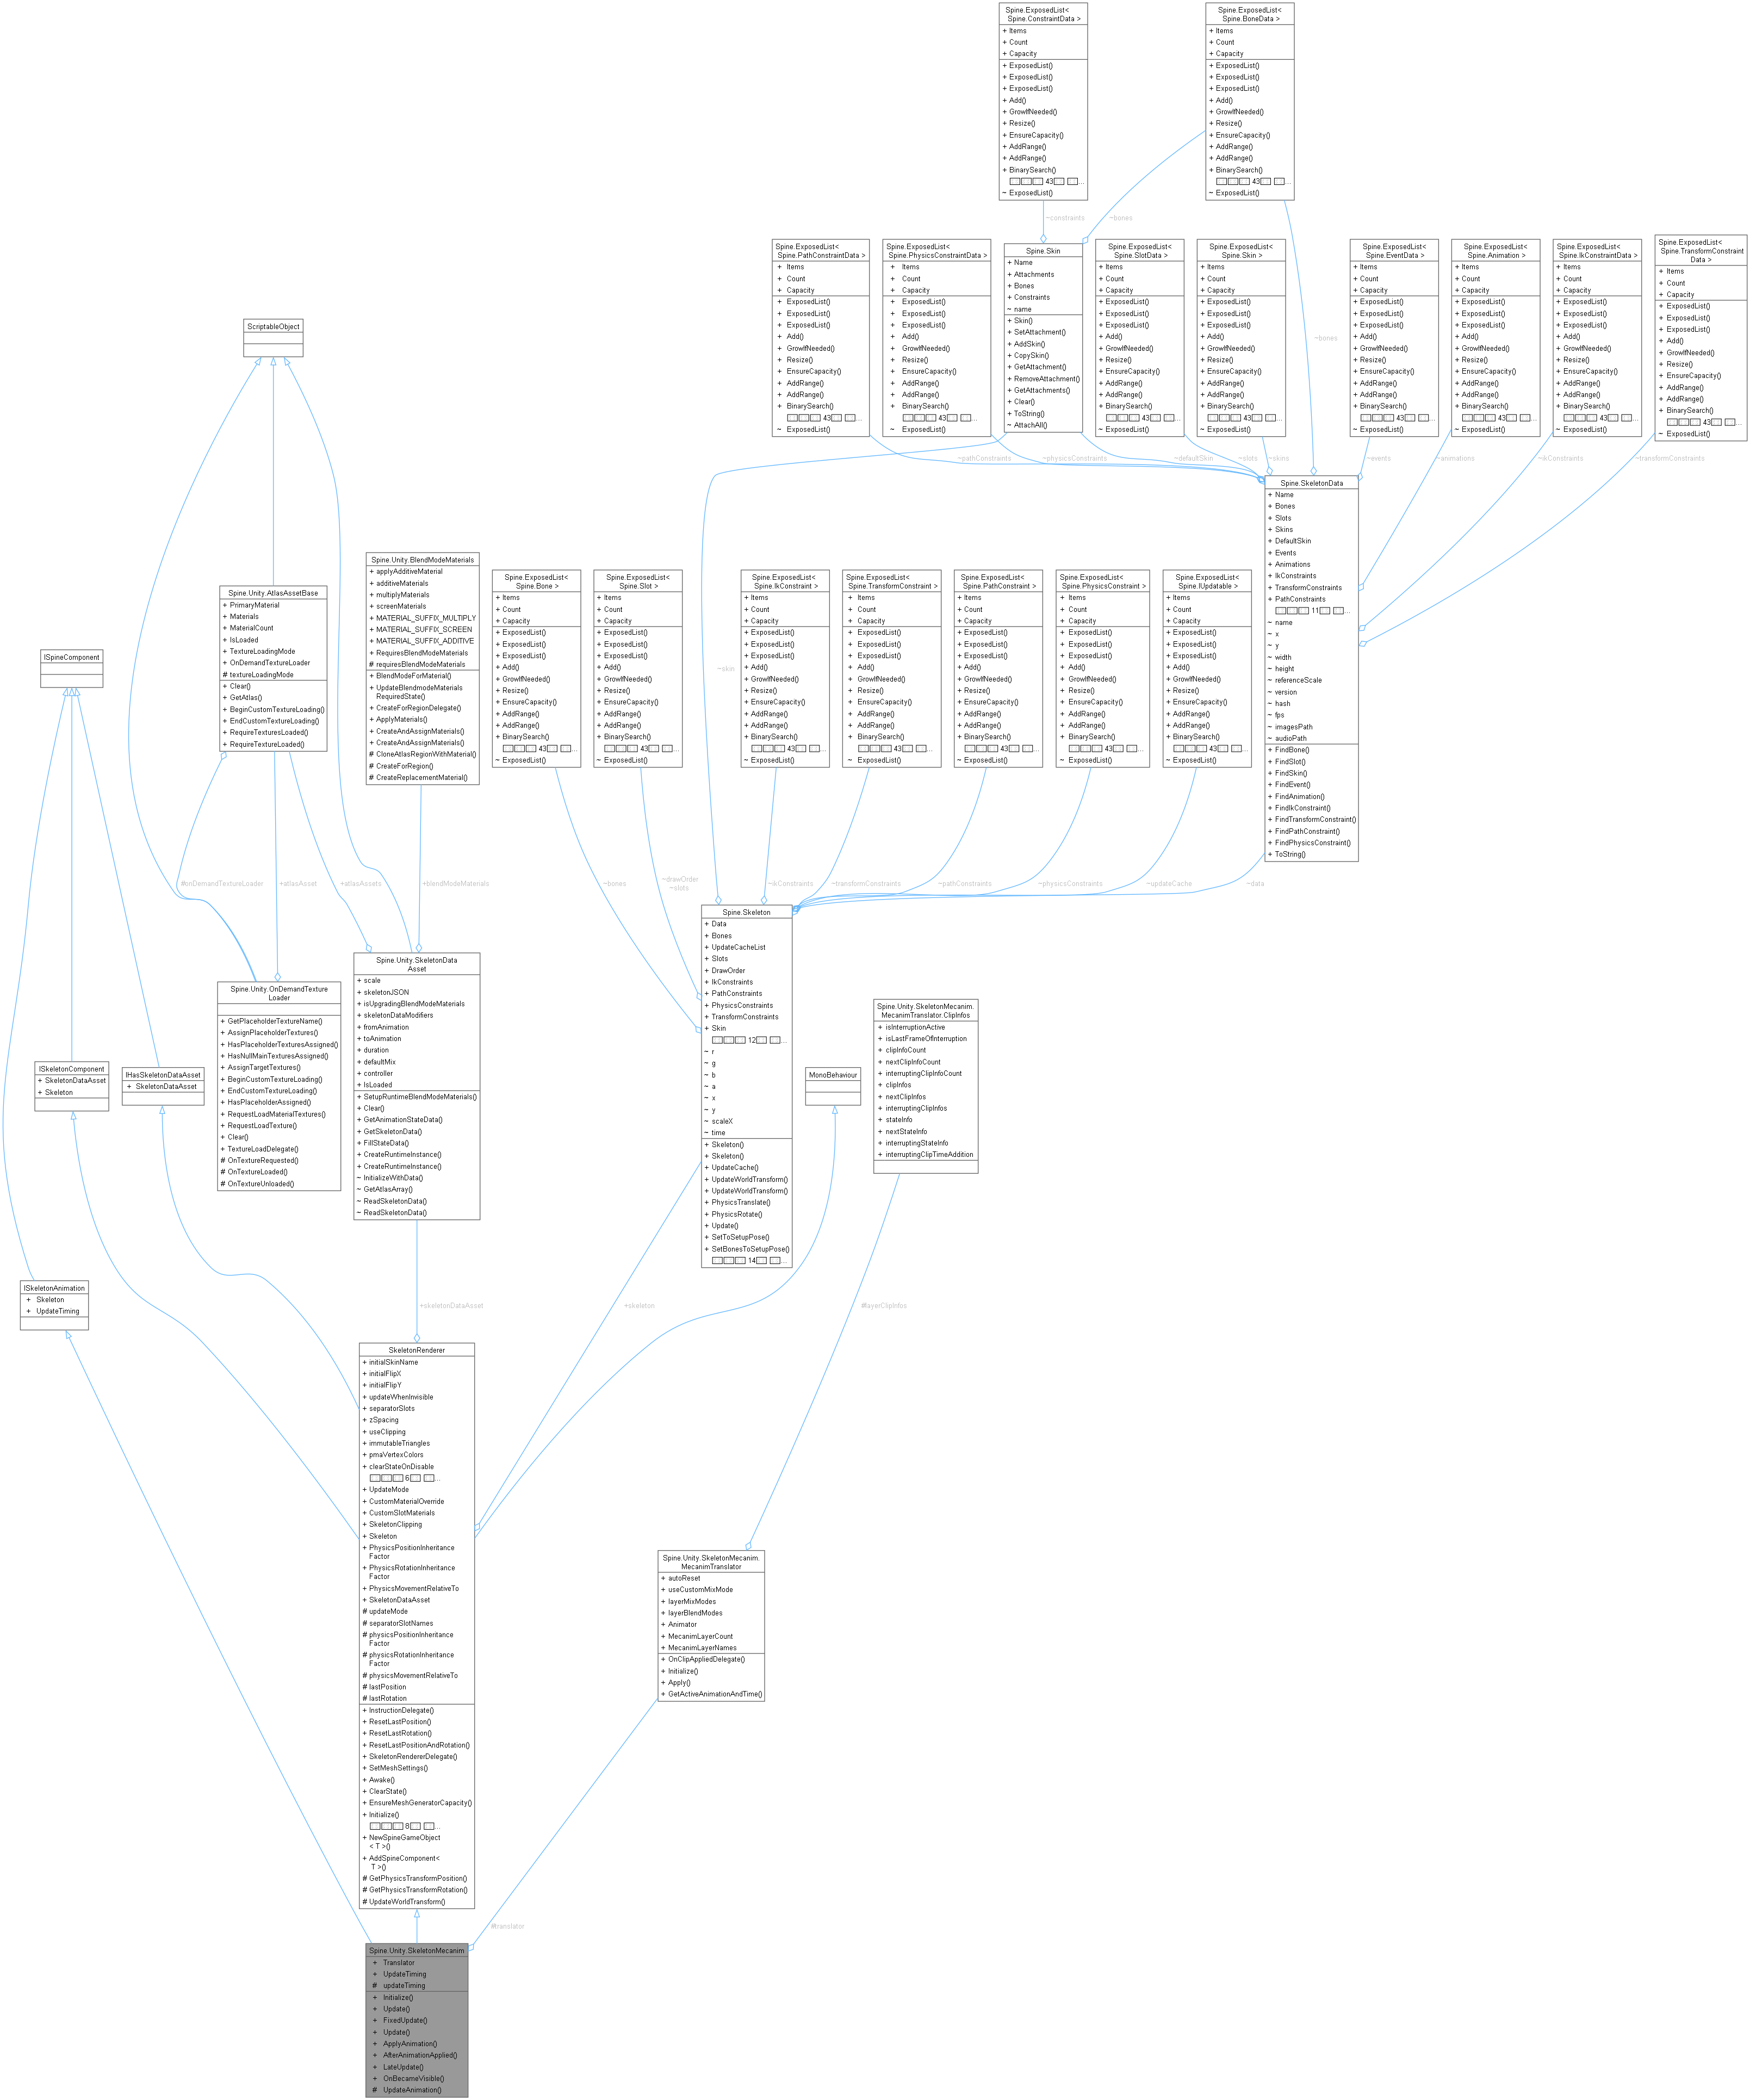 Spine.ExposedList<
Spine.ConstraintData >
+ Items
+ Count
+ Capacity
+ ExposedList()
+ ExposedList()
+ ExposedList()
+ Add()
+ GrowIfNeeded()
+ Resize()
+ EnsureCapacity()
+ AddRange()
+ AddRange()
+ BinarySearch()
43 ...
~ ExposedList()
Spine.ExposedList<
Spine.BoneData >
+ Items
+ Count
+ Capacity
+ ExposedList()
+ ExposedList()
+ ExposedList()
+ Add()
+ GrowIfNeeded()
+ Resize()
+ EnsureCapacity()
+ AddRange()
+ AddRange()
+ BinarySearch()
43 ...
~ ExposedList()
~constraints
~bones
Spine.ExposedList<
Spine.PathConstraintData >
+ Items
+ Count
+ Capacity
+ ExposedList()
+ ExposedList()
+ ExposedList()
+ Add()
+ GrowIfNeeded()
+ Resize()
+ EnsureCapacity()
+ AddRange()
+ AddRange()
+ BinarySearch()
43 ...
~ ExposedList()
Spine.ExposedList<
Spine.PhysicsConstraintData >
+ Items
+ Count
+ Capacity
+ ExposedList()
+ ExposedList()
+ ExposedList()
+ Add()
+ GrowIfNeeded()
+ Resize()
+ EnsureCapacity()
+ AddRange()
+ AddRange()
+ BinarySearch()
43 ...
~ ExposedList()
Spine.Skin
+ Name
+ Attachments
+ Bones
+ Constraints
~ name
+ Skin()
+ SetAttachment()
+ AddSkin()
+ CopySkin()
+ GetAttachment()
+ RemoveAttachment()
+ GetAttachments()
+ Clear()
+ ToString()
~ AttachAll()
Spine.ExposedList<
Spine.SlotData >
+ Items
+ Count
+ Capacity
+ ExposedList()
+ ExposedList()
+ ExposedList()
+ Add()
+ GrowIfNeeded()
+ Resize()
+ EnsureCapacity()
+ AddRange()
+ AddRange()
+ BinarySearch()
43 ...
~ ExposedList()
Spine.ExposedList<
Spine.Skin >
+ Items
+ Count
+ Capacity
+ ExposedList()
+ ExposedList()
+ ExposedList()
+ Add()
+ GrowIfNeeded()
+ Resize()
+ EnsureCapacity()
+ AddRange()
+ AddRange()
+ BinarySearch()
43 ...
~ ExposedList()
~bones
Spine.ExposedList<
Spine.EventData >
+ Items
+ Count
+ Capacity
+ ExposedList()
+ ExposedList()
+ ExposedList()
+ Add()
+ GrowIfNeeded()
+ Resize()
+ EnsureCapacity()
+ AddRange()
+ AddRange()
+ BinarySearch()
43 ...
~ ExposedList()
Spine.ExposedList<
Spine.Animation >
+ Items
+ Count
+ Capacity
+ ExposedList()
+ ExposedList()
+ ExposedList()
+ Add()
+ GrowIfNeeded()
+ Resize()
+ EnsureCapacity()
+ AddRange()
+ AddRange()
+ BinarySearch()
43 ...
~ ExposedList()
Spine.ExposedList<
Spine.IkConstraintData >
+ Items
+ Count
+ Capacity
+ ExposedList()
+ ExposedList()
+ ExposedList()
+ Add()
+ GrowIfNeeded()
+ Resize()
+ EnsureCapacity()
+ AddRange()
+ AddRange()
+ BinarySearch()
43 ...
~ ExposedList()
Spine.ExposedList<
Spine.TransformConstraint
Data >
+ Items
+ Count
+ Capacity
+ ExposedList()
+ ExposedList()
+ ExposedList()
+ Add()
+ GrowIfNeeded()
+ Resize()
+ EnsureCapacity()
+ AddRange()
+ AddRange()
+ BinarySearch()
43 ...
~ ExposedList()
~pathConstraints
~physicsConstraints
~defaultSkin
~slots
~skins
~events
~animations
~ikConstraints
~transformConstraints
Spine.SkeletonData
+ Name
+ Bones
+ Slots
+ Skins
+ DefaultSkin
+ Events
+ Animations
+ IkConstraints
+ TransformConstraints
+ PathConstraints
11 ...
~ name
~ x
~ y
~ width
~ height
~ referenceScale
~ version
~ hash
~ fps
~ imagesPath
~ audioPath
+ FindBone()
+ FindSlot()
+ FindSkin()
+ FindEvent()
+ FindAnimation()
+ FindIkConstraint()
+ FindTransformConstraint()
+ FindPathConstraint()
+ FindPhysicsConstraint()
+ ToString()
ScriptableObject
Spine.Unity.AtlasAssetBase
+ PrimaryMaterial
+ Materials
+ MaterialCount
+ IsLoaded
+ TextureLoadingMode
+ OnDemandTextureLoader
# textureLoadingMode
+ Clear()
+ GetAtlas()
+ BeginCustomTextureLoading()
+ EndCustomTextureLoading()
+ RequireTexturesLoaded()
+ RequireTextureLoaded()
Spine.Unity.BlendModeMaterials
+ applyAdditiveMaterial
+ additiveMaterials
+ multiplyMaterials
+ screenMaterials
+ MATERIAL_SUFFIX_MULTIPLY
+ MATERIAL_SUFFIX_SCREEN
+ MATERIAL_SUFFIX_ADDITIVE
+ RequiresBlendModeMaterials
# requiresBlendModeMaterials
+ BlendModeForMaterial()
+ UpdateBlendmodeMaterials
RequiredState()
+ CreateForRegionDelegate()
+ ApplyMaterials()
+ CreateAndAssignMaterials()
+ CreateAndAssignMaterials()
# CloneAtlasRegionWithMaterial()
# CreateForRegion()
# CreateReplacementMaterial()
Spine.ExposedList<
Spine.Bone >
+ Items
+ Count
+ Capacity
+ ExposedList()
+ ExposedList()
+ ExposedList()
+ Add()
+ GrowIfNeeded()
+ Resize()
+ EnsureCapacity()
+ AddRange()
+ AddRange()
+ BinarySearch()
43 ...
~ ExposedList()
Spine.ExposedList<
Spine.Slot >
+ Items
+ Count
+ Capacity
+ ExposedList()
+ ExposedList()
+ ExposedList()
+ Add()
+ GrowIfNeeded()
+ Resize()
+ EnsureCapacity()
+ AddRange()
+ AddRange()
+ BinarySearch()
43 ...
~ ExposedList()
~skin
Spine.ExposedList<
Spine.IkConstraint >
+ Items
+ Count
+ Capacity
+ ExposedList()
+ ExposedList()
+ ExposedList()
+ Add()
+ GrowIfNeeded()
+ Resize()
+ EnsureCapacity()
+ AddRange()
+ AddRange()
+ BinarySearch()
43 ...
~ ExposedList()
Spine.ExposedList<
Spine.TransformConstraint >
+ Items
+ Count
+ Capacity
+ ExposedList()
+ ExposedList()
+ ExposedList()
+ Add()
+ GrowIfNeeded()
+ Resize()
+ EnsureCapacity()
+ AddRange()
+ AddRange()
+ BinarySearch()
43 ...
~ ExposedList()
Spine.ExposedList<
Spine.PathConstraint >
+ Items
+ Count
+ Capacity
+ ExposedList()
+ ExposedList()
+ ExposedList()
+ Add()
+ GrowIfNeeded()
+ Resize()
+ EnsureCapacity()
+ AddRange()
+ AddRange()
+ BinarySearch()
43 ...
~ ExposedList()
Spine.ExposedList<
Spine.PhysicsConstraint >
+ Items
+ Count
+ Capacity
+ ExposedList()
+ ExposedList()
+ ExposedList()
+ Add()
+ GrowIfNeeded()
+ Resize()
+ EnsureCapacity()
+ AddRange()
+ AddRange()
+ BinarySearch()
43 ...
~ ExposedList()
Spine.ExposedList<
Spine.IUpdatable >
+ Items
+ Count
+ Capacity
+ ExposedList()
+ ExposedList()
+ ExposedList()
+ Add()
+ GrowIfNeeded()
+ Resize()
+ EnsureCapacity()
+ AddRange()
+ AddRange()
+ BinarySearch()
43 ...
~ ExposedList()
ISpineComponent
#onDemandTextureLoader
+atlasAsset
+atlasAssets
+blendModeMaterials
~bones
~drawOrder
~slots
~ikConstraints
~transformConstraints
~pathConstraints
~physicsConstraints
~updateCache
~data
Spine.Unity.OnDemandTexture
Loader
+ GetPlaceholderTextureName()
+ AssignPlaceholderTextures()
+ HasPlaceholderTexturesAssigned()
+ HasNullMainTexturesAssigned()
+ AssignTargetTextures()
+ BeginCustomTextureLoading()
+ EndCustomTextureLoading()
+ HasPlaceholderAssigned()
+ RequestLoadMaterialTextures()
+ RequestLoadTexture()
+ Clear()
+ TextureLoadDelegate()
# OnTextureRequested()
# OnTextureLoaded()
# OnTextureUnloaded()
Spine.Unity.SkeletonData
Asset
+ scale
+ skeletonJSON
+ isUpgradingBlendModeMaterials
+ skeletonDataModifiers
+ fromAnimation
+ toAnimation
+ duration
+ defaultMix
+ controller
+ IsLoaded
+ SetupRuntimeBlendModeMaterials()
+ Clear()
+ GetAnimationStateData()
+ GetSkeletonData()
+ FillStateData()
+ CreateRuntimeInstance()
+ CreateRuntimeInstance()
~ InitializeWithData()
~ GetAtlasArray()
~ ReadSkeletonData()
~ ReadSkeletonData()
Spine.Skeleton
+ Data
+ Bones
+ UpdateCacheList
+ Slots
+ DrawOrder
+ IkConstraints
+ PathConstraints
+ PhysicsConstraints
+ TransformConstraints
+ Skin
12 ...
~ r
~ g
~ b
~ a
~ x
~ y
~ scaleX
~ time
+ Skeleton()
+ Skeleton()
+ UpdateCache()
+ UpdateWorldTransform()
+ UpdateWorldTransform()
+ PhysicsTranslate()
+ PhysicsRotate()
+ Update()
+ SetToSetupPose()
+ SetBonesToSetupPose()
14 ...
Spine.Unity.SkeletonMecanim.
MecanimTranslator.ClipInfos
+ isInterruptionActive
+ isLastFrameOfInterruption
+ clipInfoCount
+ nextClipInfoCount
+ interruptingClipInfoCount
+ clipInfos
+ nextClipInfos
+ interruptingClipInfos
+ stateInfo
+ nextStateInfo
+ interruptingStateInfo
+ interruptingClipTimeAddition
ISkeletonComponent
+ SkeletonDataAsset
+ Skeleton
IHasSkeletonDataAsset
+ SkeletonDataAsset
MonoBehaviour
ISkeletonAnimation
+ Skeleton
+ UpdateTiming
+skeletonDataAsset
+skeleton
#layerClipInfos
SkeletonRenderer
+ initialSkinName
+ initialFlipX
+ initialFlipY
+ updateWhenInvisible
+ separatorSlots
+ zSpacing
+ useClipping
+ immutableTriangles
+ pmaVertexColors
+ clearStateOnDisable
6 ...
+ UpdateMode
+ CustomMaterialOverride
+ CustomSlotMaterials
+ SkeletonClipping
+ Skeleton
+ PhysicsPositionInheritance
Factor
+ PhysicsRotationInheritance
Factor
+ PhysicsMovementRelativeTo
+ SkeletonDataAsset
# updateMode
# separatorSlotNames
# physicsPositionInheritance
Factor
# physicsRotationInheritance
Factor
# physicsMovementRelativeTo
# lastPosition
# lastRotation
+ InstructionDelegate()
+ ResetLastPosition()
+ ResetLastRotation()
+ ResetLastPositionAndRotation()
+ SkeletonRendererDelegate()
+ SetMeshSettings()
+ Awake()
+ ClearState()
+ EnsureMeshGeneratorCapacity()
+ Initialize()
8 ...
+ NewSpineGameObject
< T >()
+ AddSpineComponent<
T >()
# GetPhysicsTransformPosition()
# GetPhysicsTransformRotation()
# UpdateWorldTransform()
Spine.Unity.SkeletonMecanim.
MecanimTranslator
+ autoReset
+ useCustomMixMode
+ layerMixModes
+ layerBlendModes
+ Animator
+ MecanimLayerCount
+ MecanimLayerNames
+ OnClipAppliedDelegate()
+ Initialize()
+ Apply()
+ GetActiveAnimationAndTime()
#translator
Spine.Unity.SkeletonMecanim
+ Translator
+ UpdateTiming
# updateTiming
+ Initialize()
+ Update()
+ FixedUpdate()
+ Update()
+ ApplyAnimation()
+ AfterAnimationApplied()
+ LateUpdate()
+ OnBecameVisible()
# UpdateAnimation()